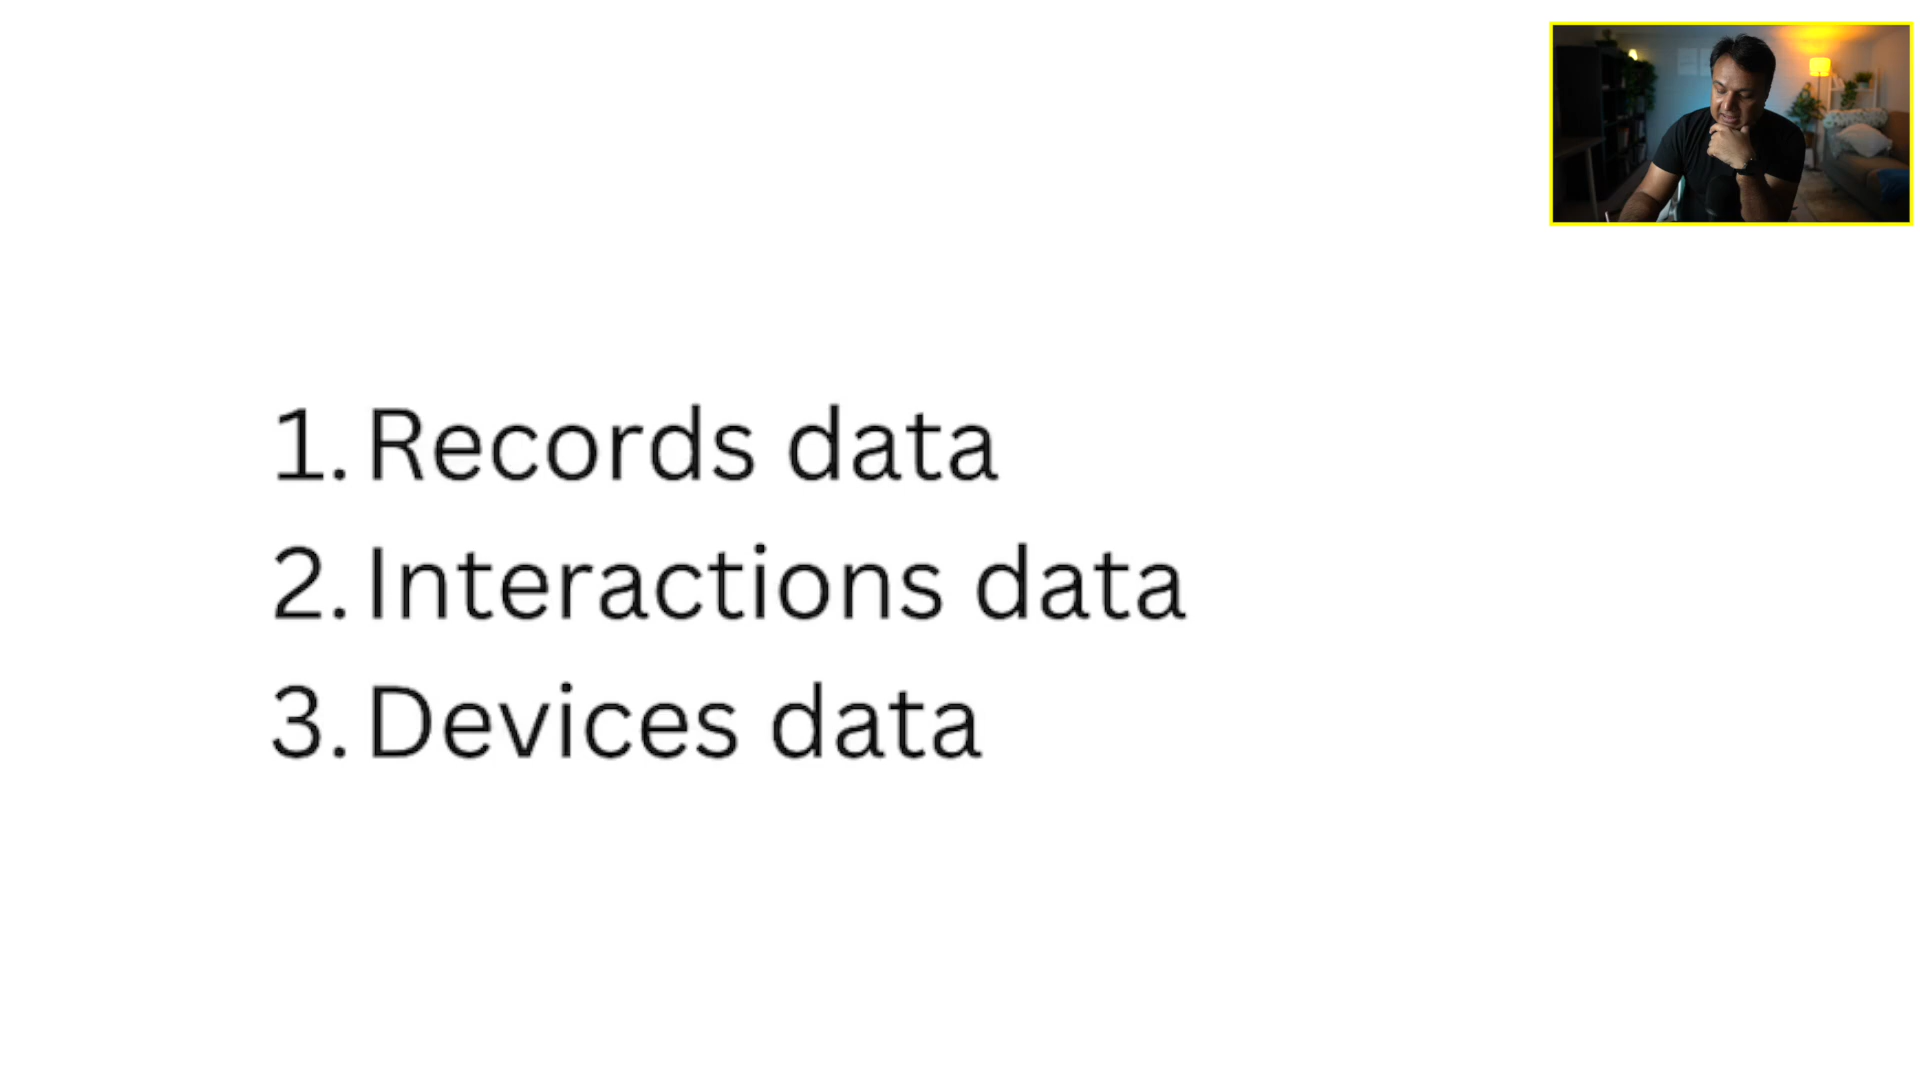 1. Records data
2. Interactions data
3. Devices data